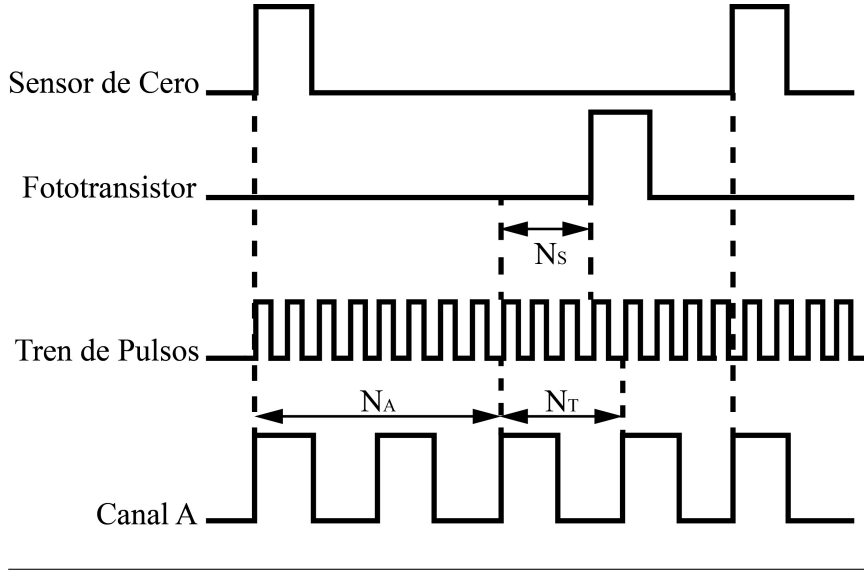 Sensor de Cero
Fototransistor
NS
Tren de Pulsos
NA
NT
Canal A